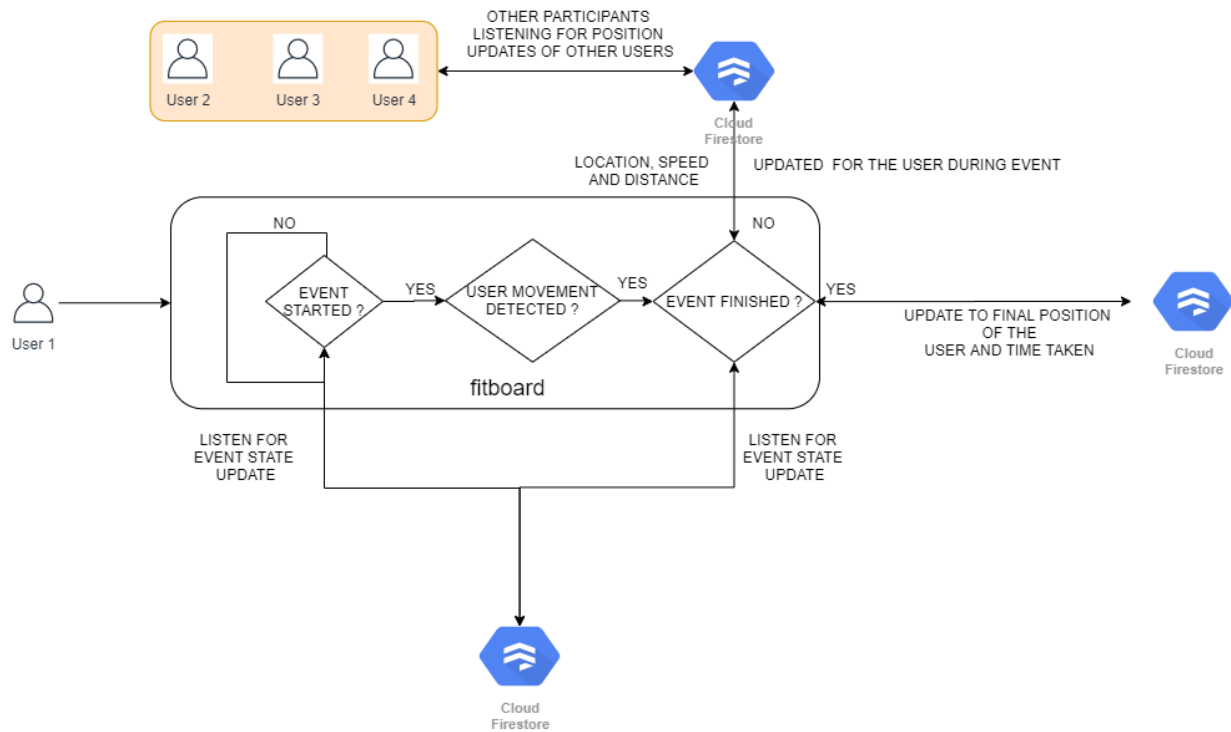 OTHER PARTICIPANTS
LISTENING FOR POSITION
UPDATES OF OTHER USERS
User 2
User 3
User 4
Cloud
Firestore
LOCATION, SPEED
AND DISTANCE
UPDATED FOR THE USER DURING EVENT
NO
NO
User 1
EVENT
STARTED ?
YES
USER MOVEMENT
DETECTED ?
YES
EVENT FINISHED ?
YES
UPDATE TO FINAL POSITION
OF THE
USER AND TIME TAKEN
Cloud
Firestore
fitboard
LISTEN FOR
EVENT STATE
UPDATE
LISTEN FOR
EVENT STATE
UPDATE
Cloud
Firestore